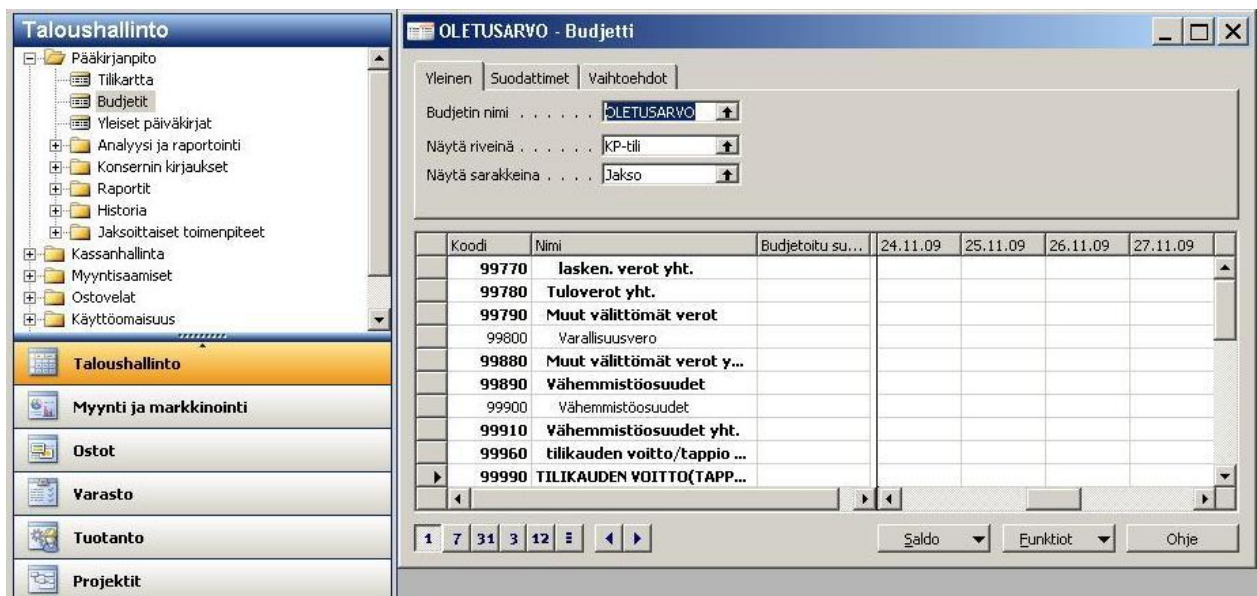 Taloushallinto
Pääkirjanpito
Tilikartta
Budjetit
Yleiset päiväkirjat
Analyysi ja raportointi
Konsernin kirjaukset
Raportit
Historia
Jaksoittaiset toimenpiteet
Kassanhallinta
Myyntisaamiset
Ostovelat
Käyttöomaisuus
Taloushallinto
Myynti ja markkinointi
Ostot
Varasto
Tuotanto
Projektit
OLETUSARVO - Budjetti
Yleinen Suodattimet Vaihtoehdot
Budjetin nimi . . . . . . OLETUSARVO
Näytä riveinä . . . . . . KP-tili
Näytä sarakkeina . . . . Jakso
Koodi Nimi Budjetoitu su... 24.11.09 25.11.09 26.11.09 27.11.09
99770 lasken. verot yht.
99780 Tuloverot yht.
99790 Muut välittömät verot
99800 Varallisuusvero
99880 Muut välittömät verot y...
99890 Vähemmistöosuudet
99900 Vähemmistöosuudet
99910 Vähemmistöosuudet yht.
99960 tilikauden voitto/tappio ...
99990 TILIKAUDEN VOITTO(TAPP...
1 7 31 3 12 Saldo Funktiot Ohje